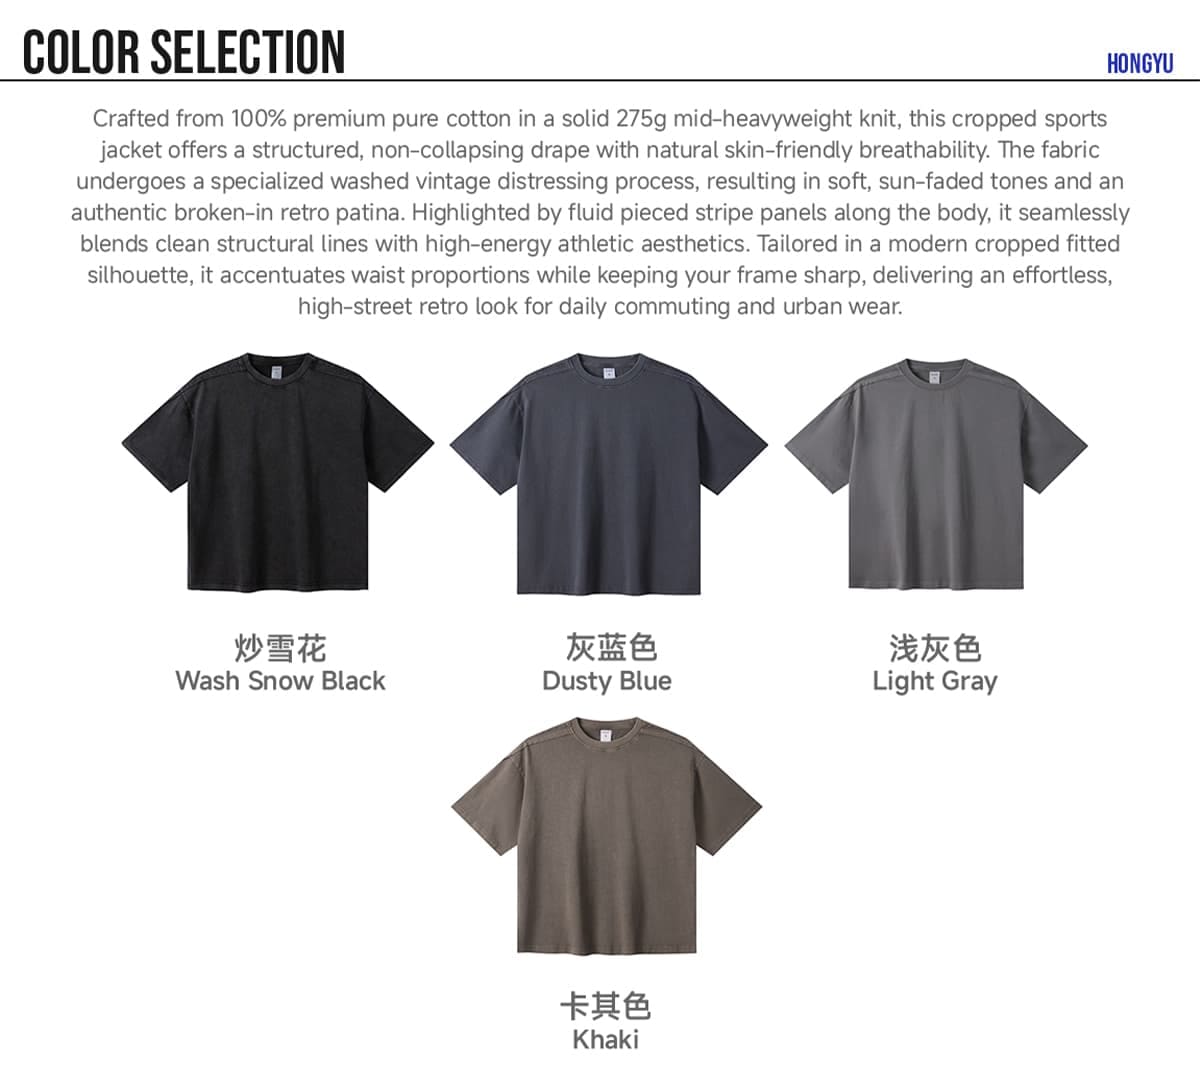 COLOR SELECTION
HONGYU
Crafted from 100% premium pure cotton in a solid 275g mid-heavyweight knit, this cropped sports
jacket offers a structured, non-collapsing drape with natural skin-friendly breathability. The fabric
undergoes a specialized washed vintage distressing process, resulting in soft, sun-faded tones and an
authentic broken-in retro patina. Highlighted by fluid pieced stripe panels along the body, it seamlessly
blends clean structural lines with high-energy athletic aesthetics. Tailored in a modern cropped fitted
silhouette, it accentuates waist proportions while keeping your frame sharp, delivering an effortless,
high-street retro look for daily commuting and urban wear.
炒雪花
Wash Snow Black
灰蓝色
Dusty Blue
浅灰色
Light Gray
卡其色
Khaki